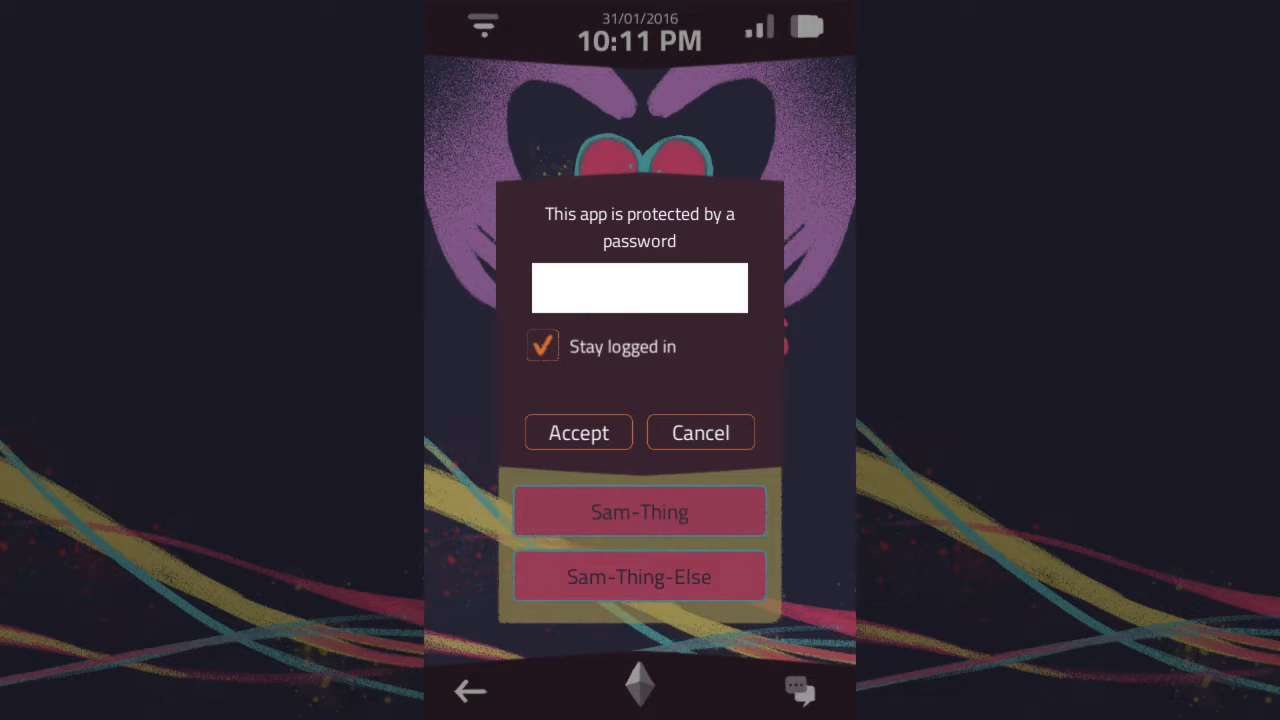 31/01/2016
10:11 PM
This app is protected by a
password
Stay logged in
Accept
Cancel
Sam-Thing
Sam-Thing-Else